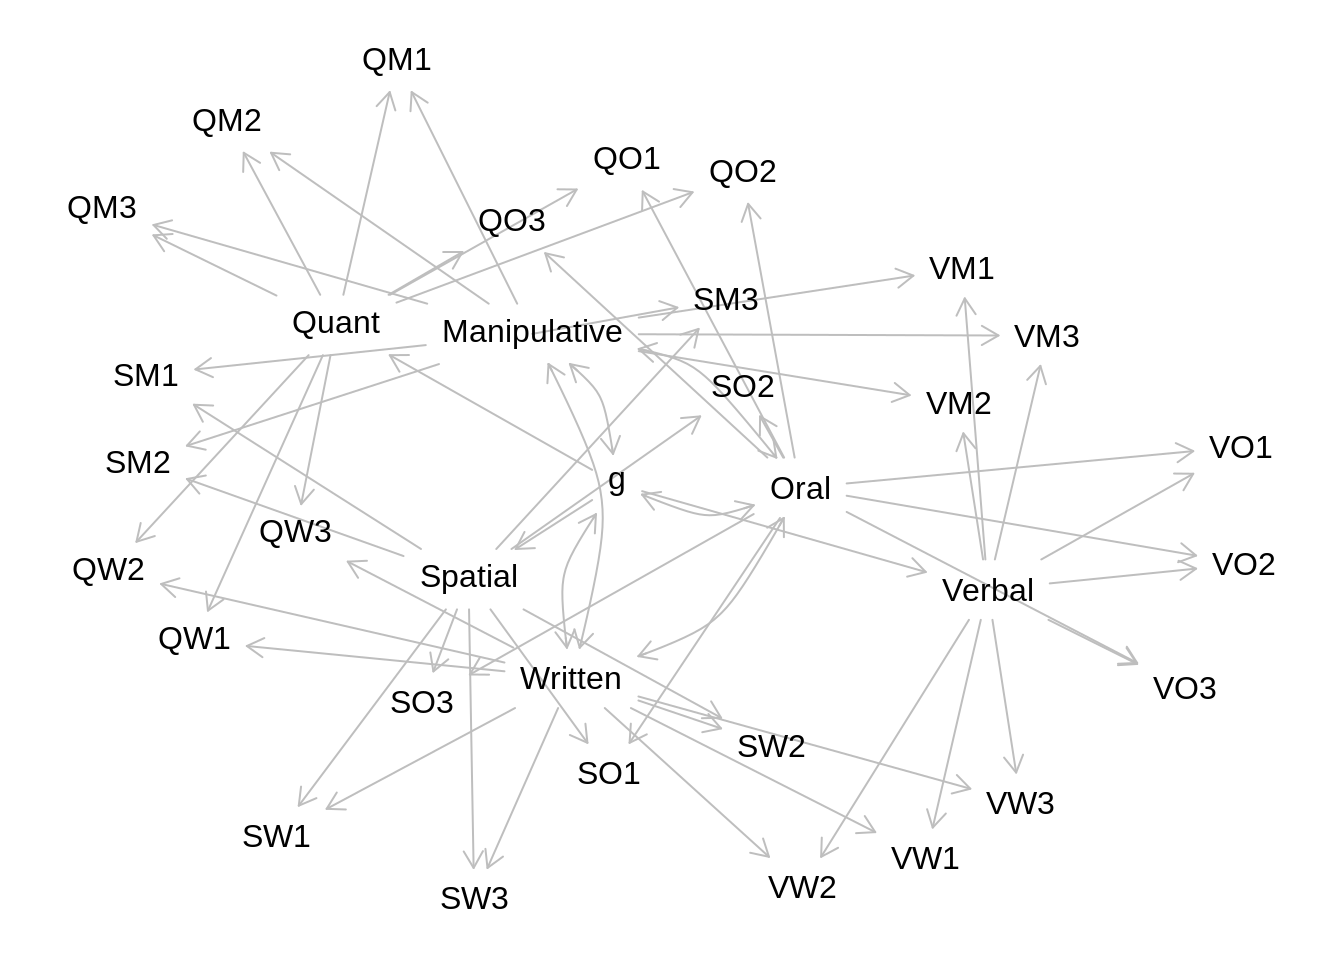 QM1
QM2
QO1
QO2
QM3
QO3
VM1
SM3
Quant
Manipulative
VM3
SM1
SO2
VM2
VO1
SM2
g
Oral
QW3
VO2
QW2
Spatial
Verbal
QW1
Written
VO3
SO3
SW2
SO1
VW3
SW1
VW1
VW2
SW3